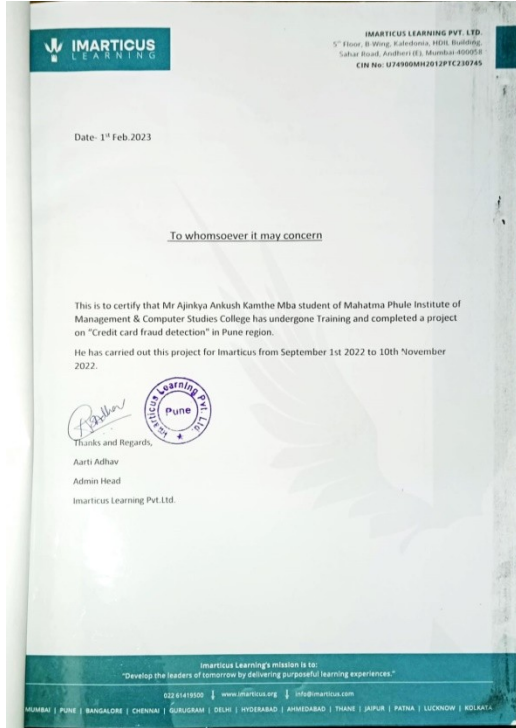 IMARTICUS
LEARNING
IMARTICUS LEARNING PVT. LTD.
5th Floor, B-Wing, Kaledonia, HDIL Building,
Sahar Road, Andheri (E), Mumbai-400058
CIN No: U74900MH2012PTC230745
Date- 1st Feb.2023
To whomsoever it may concern
This is to certify that Mr Ajinkya Ankush Kamthe Mba student of Mahatma Phule Institute of
Management & Computer Studies College has undergone Training and completed a project
on "Credit card fraud detection" in Pune region.
He has carried out this project for Imarticus from September 1st 2022 to 10th November
2022.
Imarticus Learning Pvt. Ltd.
Pune
Thanks and Regards,
Aarti Adhav
Admin Head
Imarticus Learning Pvt.Ltd.
Imarticus Learning's mission is to:
"Develop the leaders of tomorrow by delivering purposeful learning experiences."
022 61419500 | www.imarticus.org | info@imarticus.com
MUMBAI | PUNE | BANGALORE | CHENNAI | GURUGRAM | DELHI | HYDERABAD | AHMEDABAD | THANE | JAIPUR | PATNA | LUCKNOW | KOLKATA